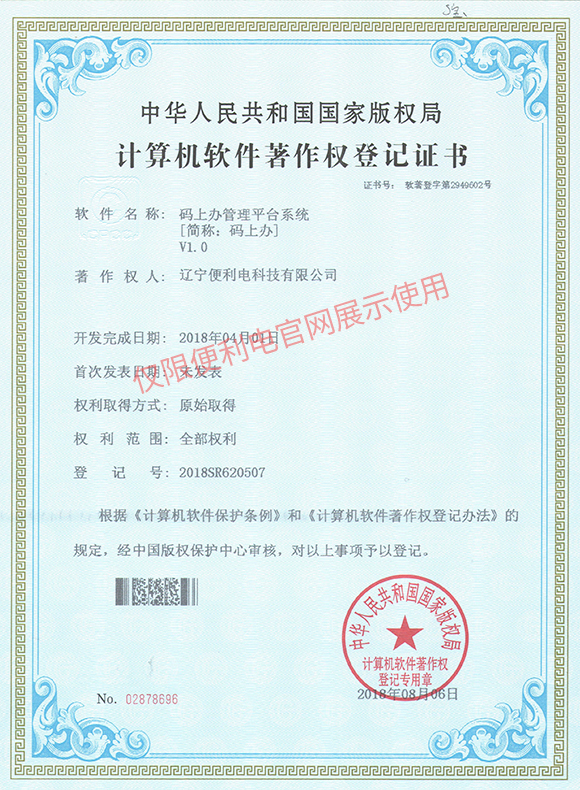 中华人民共和国国家版权局
计算机软件著作权登记证书
证书号： 软著登字第2949602号
软件名称： 码上办管理平台系统
[简称：码上办]
V1.0
著作权人： 辽宁便利电科技有限公司
开发完成日期： 2018年04月01日
首次发表日期： 未发表
权利取得方式： 原始取得
权利范围： 全部权利
登记号： 2018SR620507
根据《计算机软件保护条例》和《计算机软件著作权登记办法》的
规定，经中国版权保护中心审核，对以上事项予以登记。
仅限便利电官网展示使用
中华人民共和国国家版权局
计算机软件著作权
登记专用章
2018年08月06日
No. 02878696